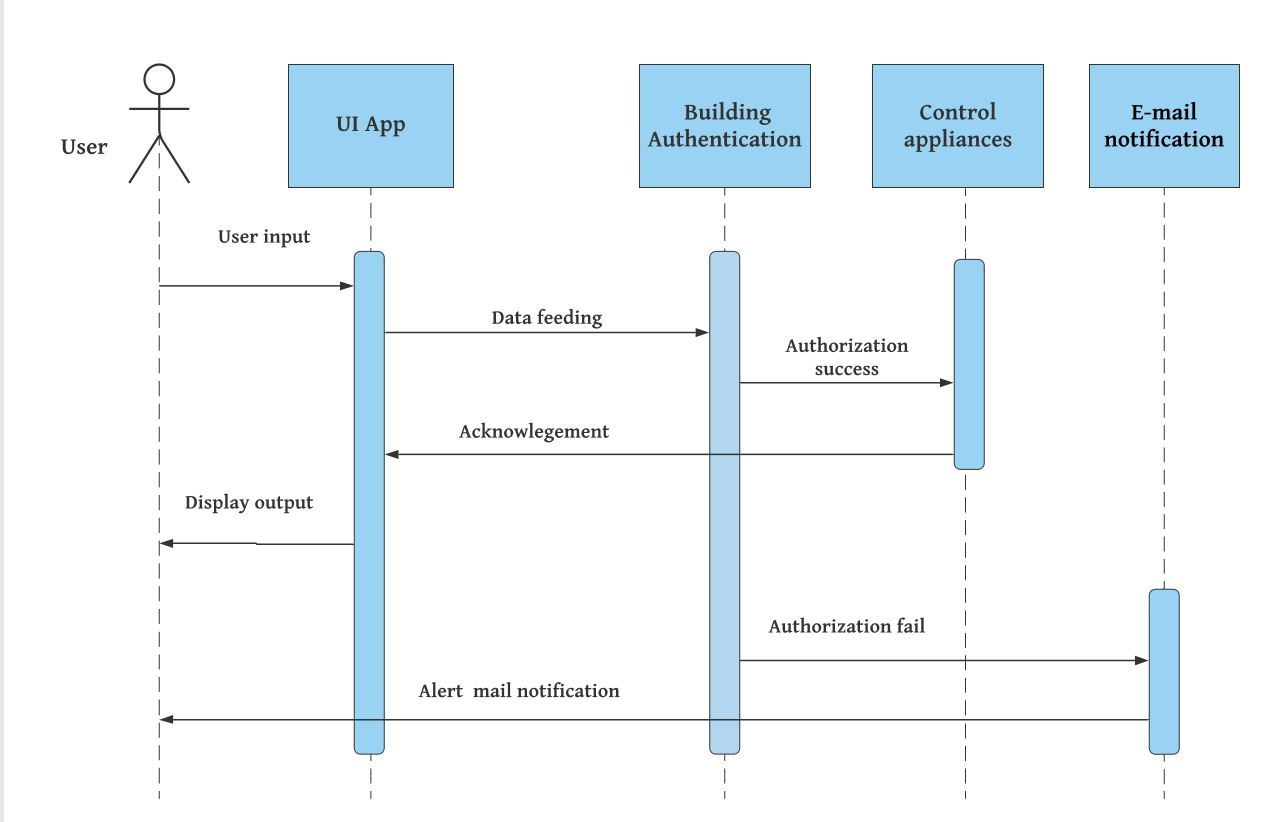 User
UI App
Building
Authentication
Control
appliances
E-mail
notification
User input
Data feeding
Authorization
success
Acknowlegement
Display output
Authorization fail
Alert mail notification